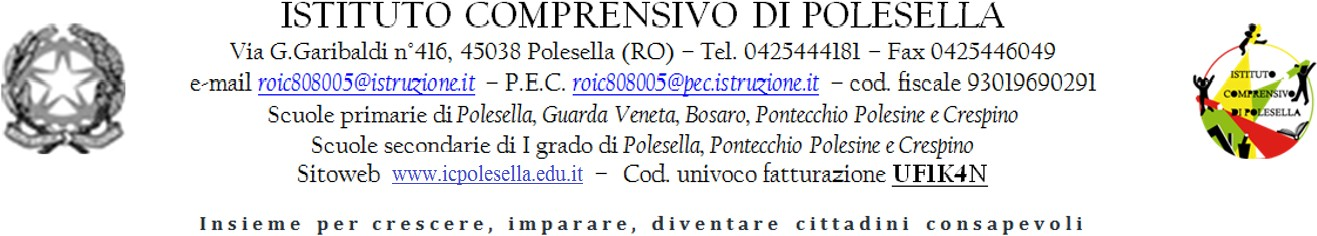 ISTITUTO COMPRENSIVO DI POLESELLA
Via G.Garibaldi n°416, 45038 Polesella (RO) – Tel. 0425444181 – Fax 0425446049
e-mail roic808005@istruzione.it – P.E.C. roic808005@pec.istruzione.it – cod. fiscale 93019690291
Scuole primarie di Polesella, Guarda Veneta, Bosaro, Pontecchio Polesine e Crespino
Scuole secondarie di I grado di Polesella, Pontecchio Polesine e Crespino
Sitoweb www.icpolesella.edu.it – Cod. univoco fatturazione UF1K4N
Insieme per crescere, imparare, diventare cittadini consapevoli
ISTITUTO
COMPRENSIVO
DI POLESELLA